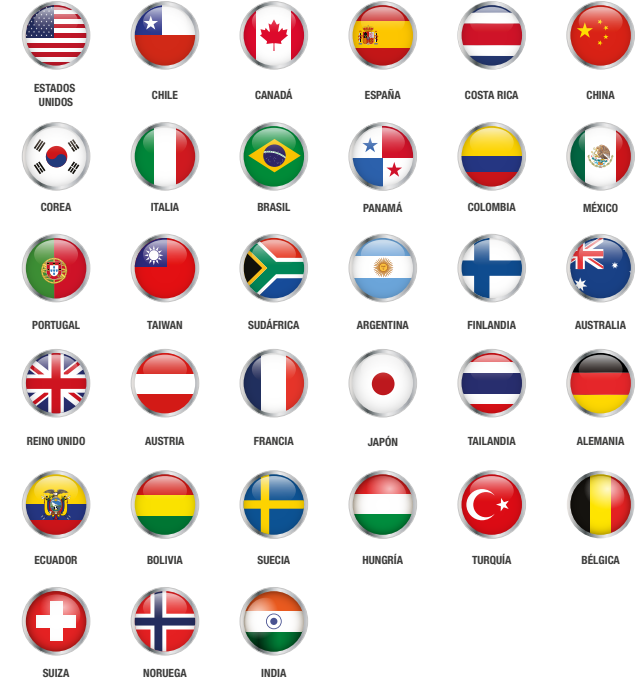 ESTADOS
UNIDOS
CHILE
CANADÁ
ESPAÑA
COSTA RICA
CHINA
COREA
ITALIA
BRASIL
PANAMÁ
COLOMBIA
MÉXICO
PORTUGAL
TAIWAN
SUDÁFRICA
ARGENTINA
FINLANDIA
AUSTRALIA
REINO UNIDO
AUSTRIA
FRANCIA
JAPÓN
TAILANDIA
ALEMANIA
ECUADOR
BOLIVIA
SUECIA
HUNGRÍA
TURQUÍA
BÉLGICA
SUIZA
NORUEGA
INDIA